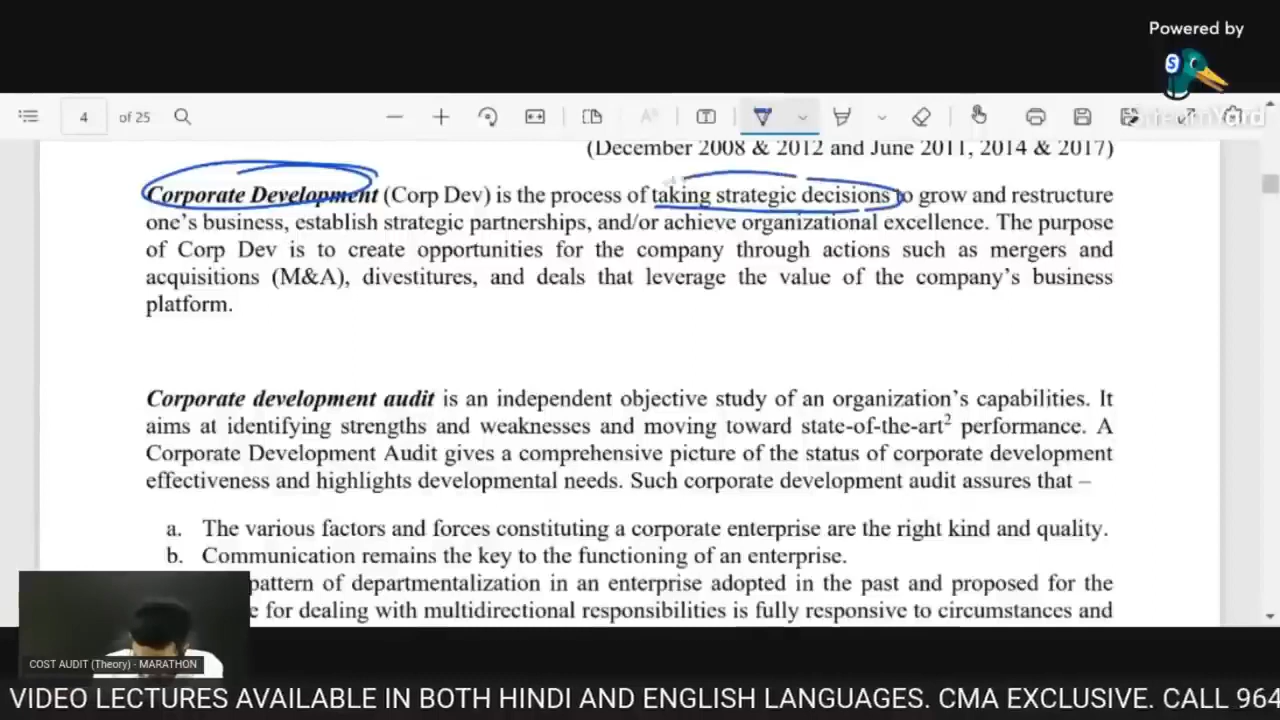 Powered by
S
4 of 25
StreamYard
(December 2008 & 2012 and June 2011, 2014 & 2017)
Corporate Development (Corp Dev) is the process of taking strategic decisions to grow and restructure
one’s business, establish strategic partnerships, and/or achieve organizational excellence. The purpose
of Corp Dev is to create opportunities for the company through actions such as mergers and
acquisitions (M&A), divestitures, and deals that leverage the value of the company’s business
platform.
Corporate development audit is an independent objective study of an organization’s capabilities. It
aims at identifying strengths and weaknesses and moving toward state-of-the-art² performance. A
Corporate Development Audit gives a comprehensive picture of the status of corporate development
effectiveness and highlights developmental needs. Such corporate development audit assures that –
a. The various factors and forces constituting a corporate enterprise are the right kind and quality.
b. Communication remains the key to the functioning of an enterprise.
pattern of departmentalization in an enterprise adopted in the past and proposed for the
for dealing with multidirectional responsibilities is fully responsive to circumstances and
COST AUDIT (Theory) - MARATHON
VIDEO LECTURES AVAILABLE IN BOTH HINDI AND ENGLISH LANGUAGES. CMA EXCLUSIVE. CALL 964